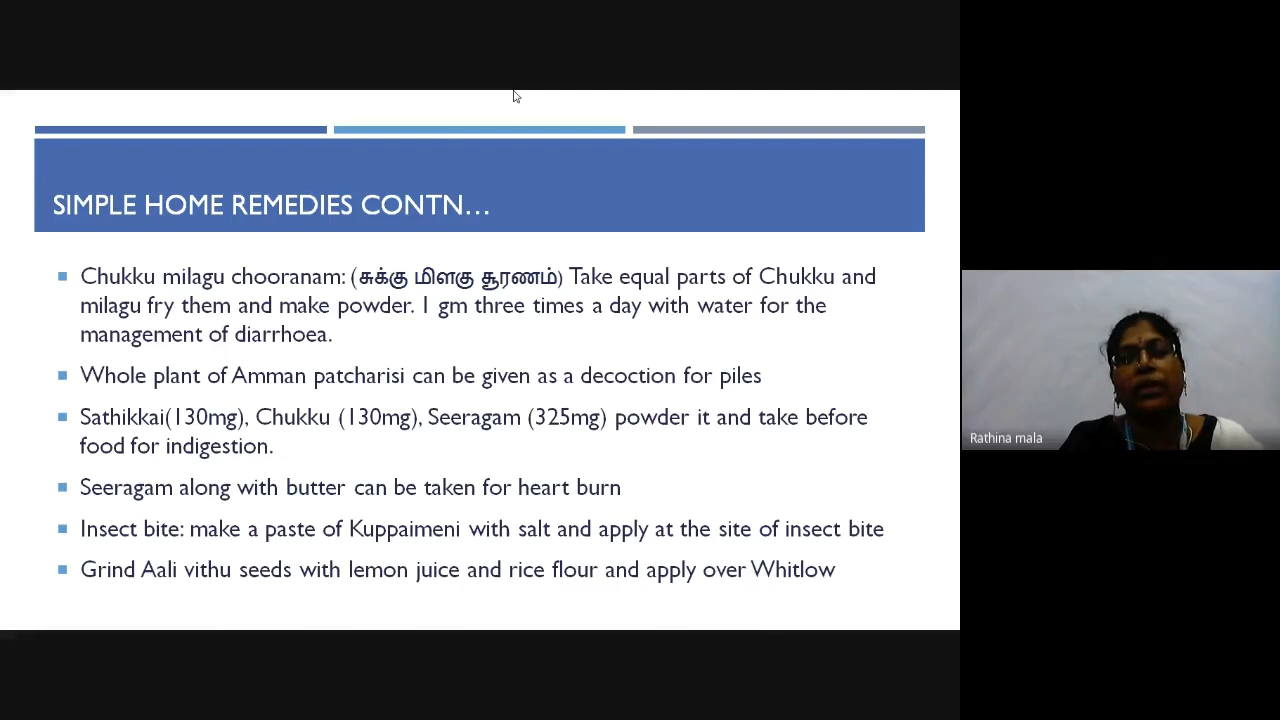 SIMPLE HOME REMEDIES CONTN...
Chukku milagu chooranam: (சுக்கு மிளகு சூரணம்) Take equal parts of Chukku and
milagu fry them and make powder. 1 gm three times a day with water for the
management of diarrhoea.
Whole plant of Amman patcharisi can be given as a decoction for piles
Sathikkai(130mg), Chukku (130mg), Seeragam (325mg) powder it and take before
food for indigestion.
Seeragam along with butter can be taken for heart burn
Insect bite: make a paste of Kuppaimeni with salt and apply at the site of insect bite
Grind Aali vithu seeds with lemon juice and rice flour and apply over Whitlow
Rathina mala